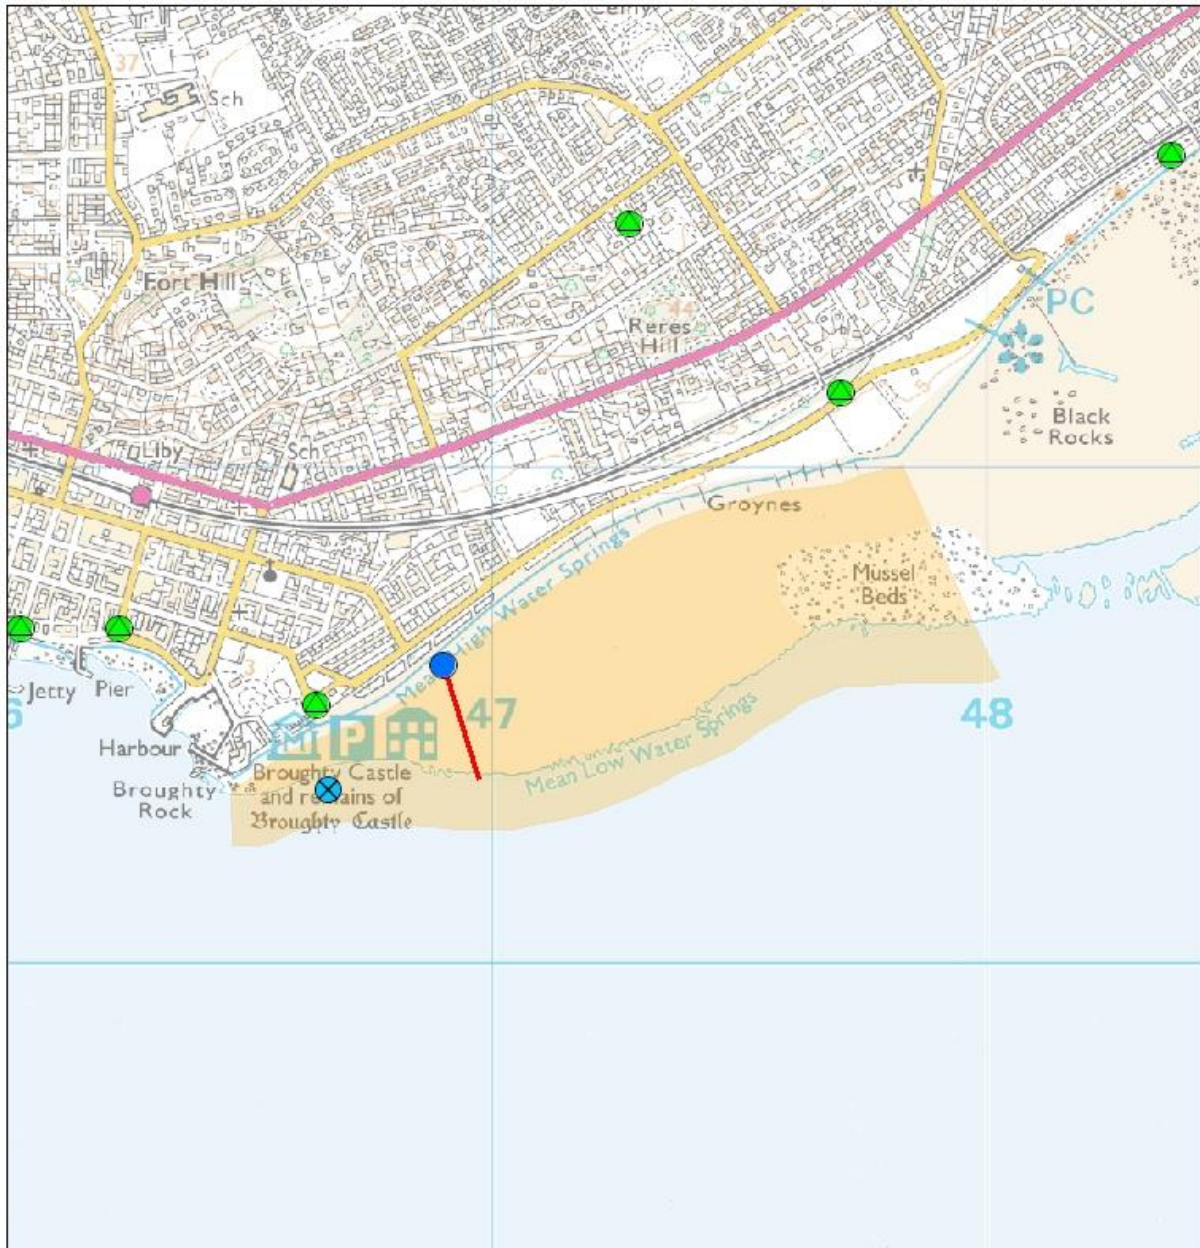 Cemy
37
Sch
Fort Hill
44
Reres
Hill
PC
5
Black
Rocks
Liby
Sch
Groynes
Mean High Water Springs
Mussel
Beds
3
Jetty
Pier
6
47
48
Harbour
P
Mean Low Water Springs
Broughty
Rock
Broughty Castle
and remains of
Broughty Castle